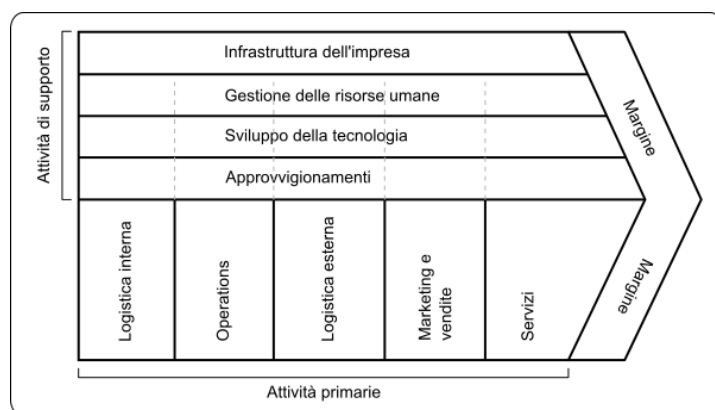 Attività di supporto
Infrastruttura dell'impresa
Gestione delle risorse umane
Sviluppo della tecnologia
Approvvigionamenti
Margine
Logistica interna
Operations
Logistica esterna
Marketing e
vendite
Servizi
Margine
Attività primarie